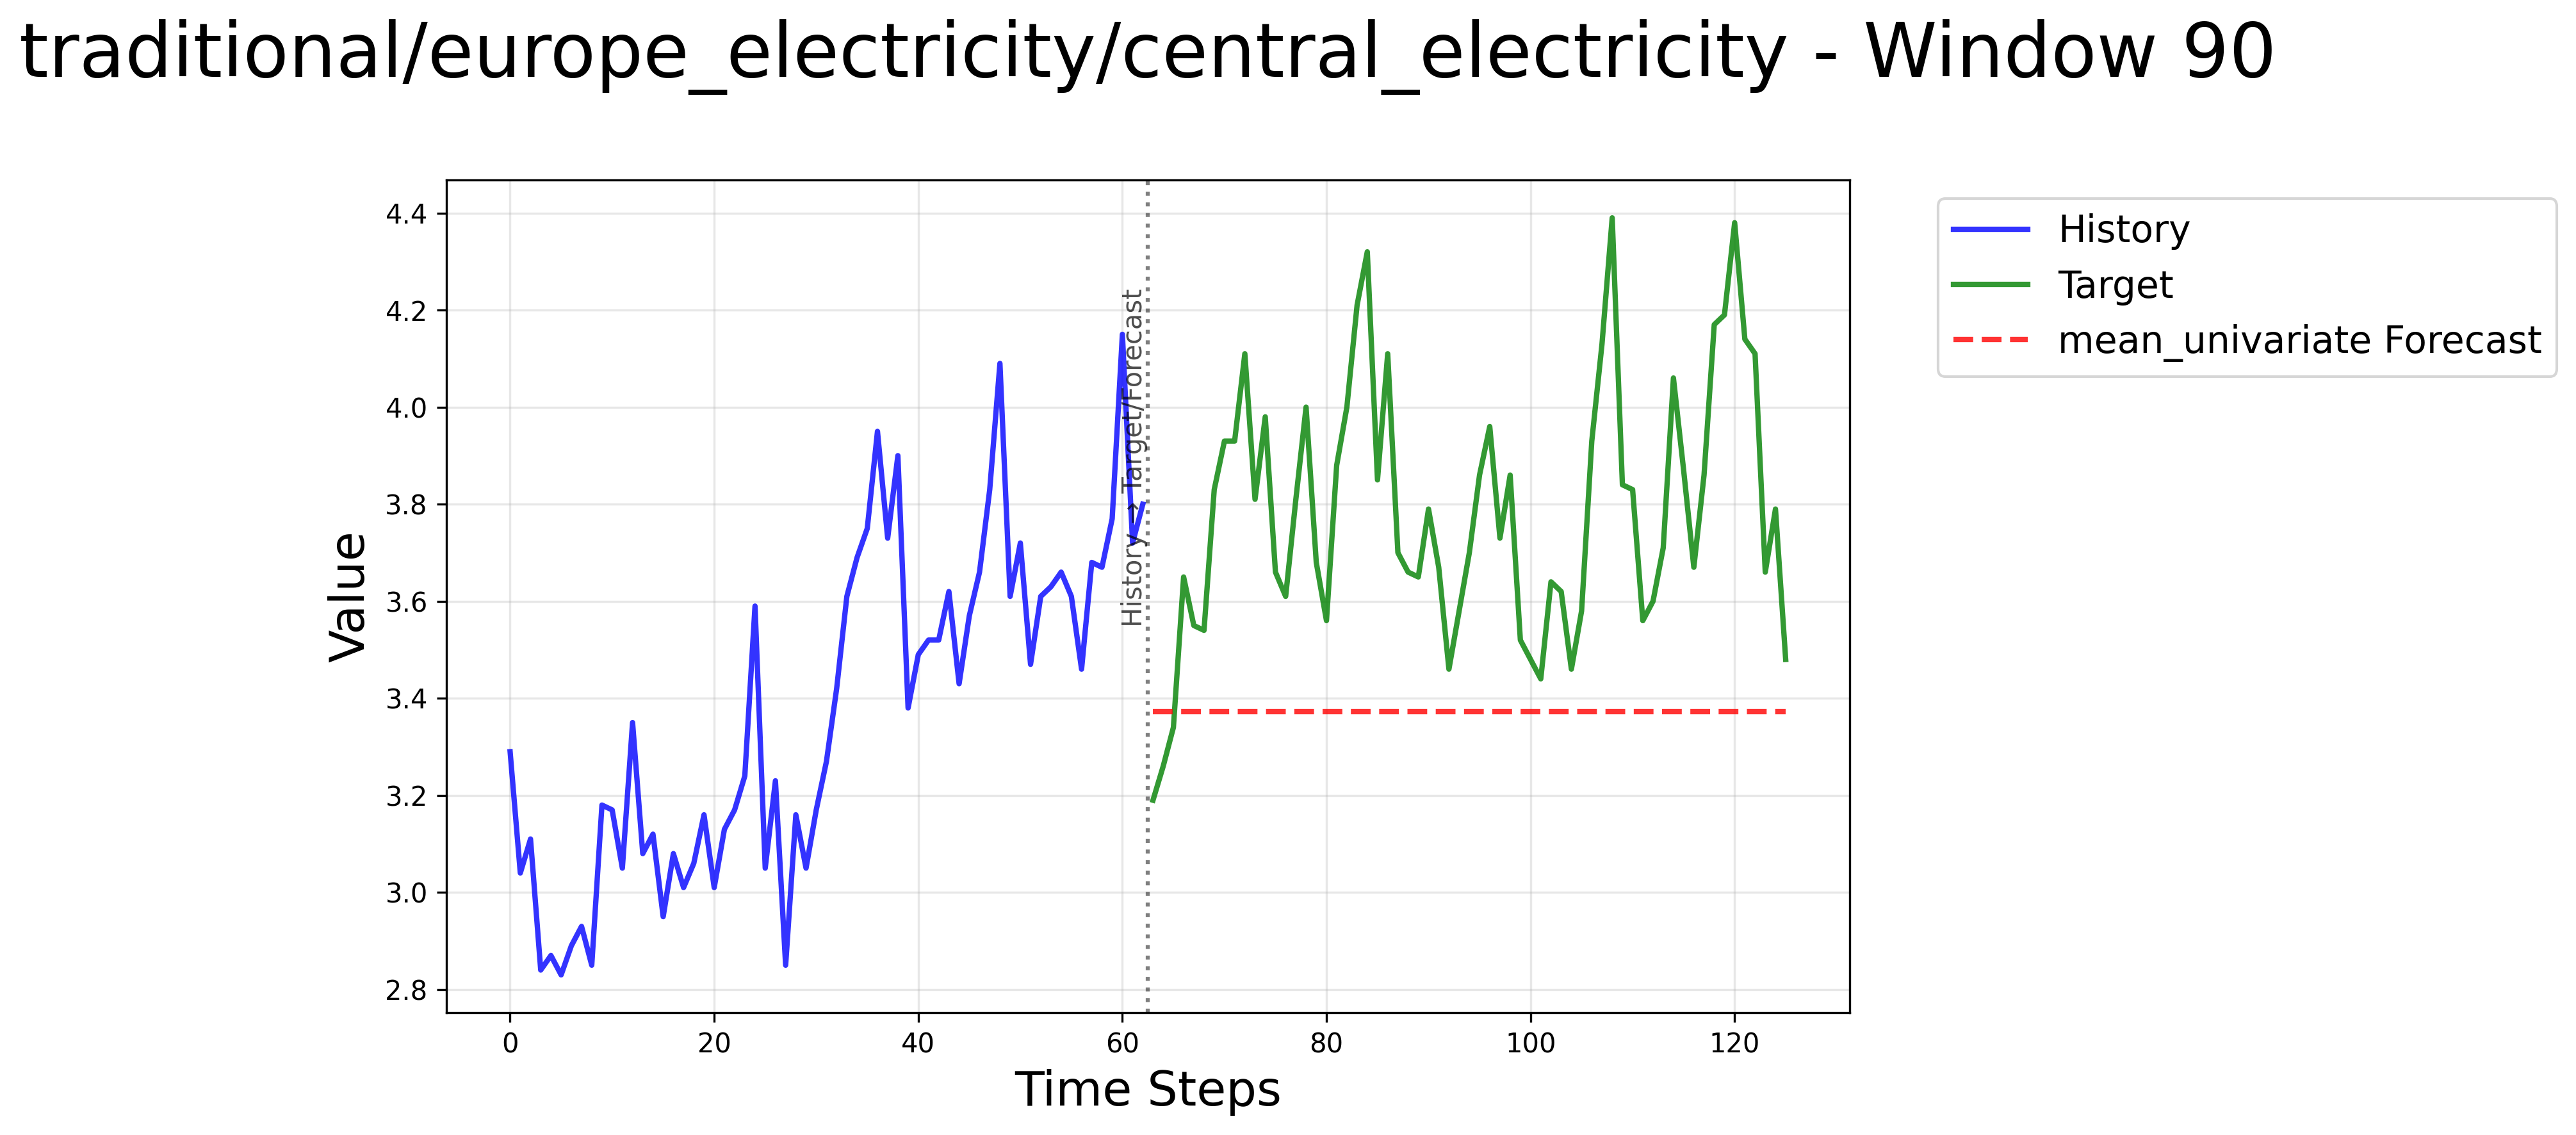 traditional/europe_electricity/central_electricity - Window 90
History
Target
mean_univariate Forecast
Value
4.4
4.2
4.0
3.8
3.6
3.4
3.2
3.0
2.8
History → Target/Forecast
0
20
40
60
80
100
120
Time Steps